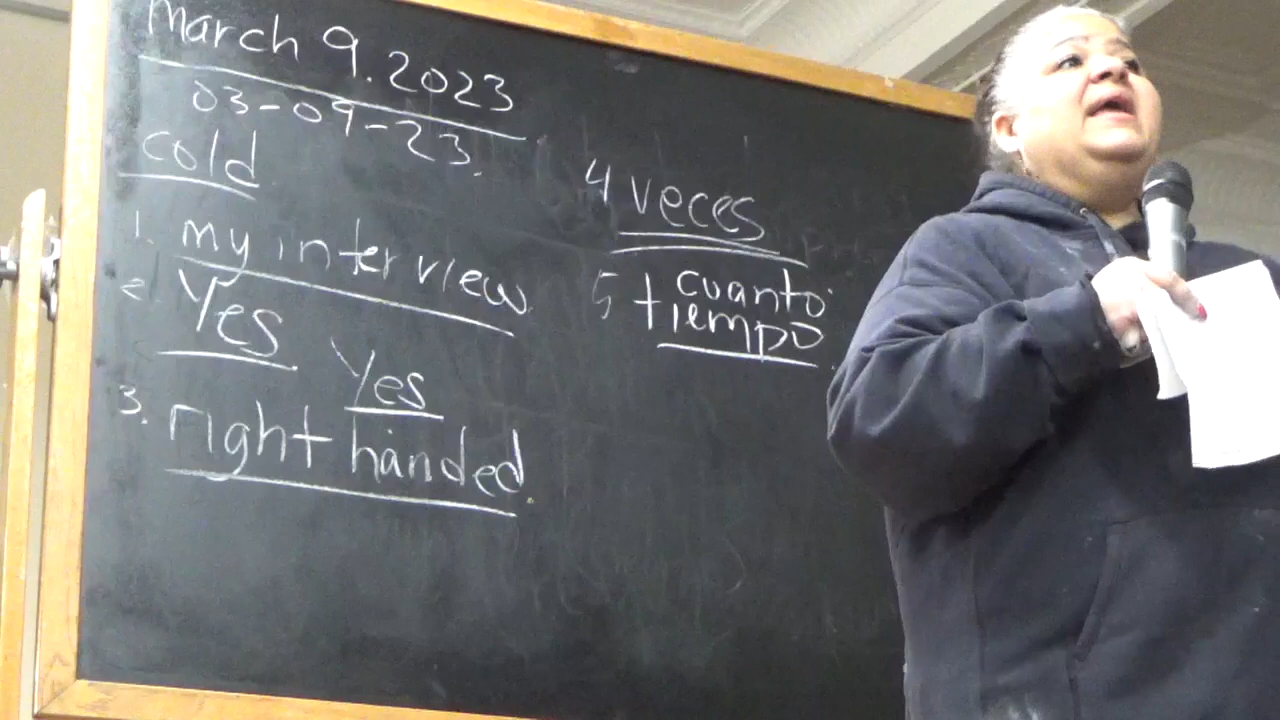 March 9.2023
03-09-23.
cold
1. my interview
2. Yes
Yes
3. right handed.
4 veces
5 cuanto
tiempo